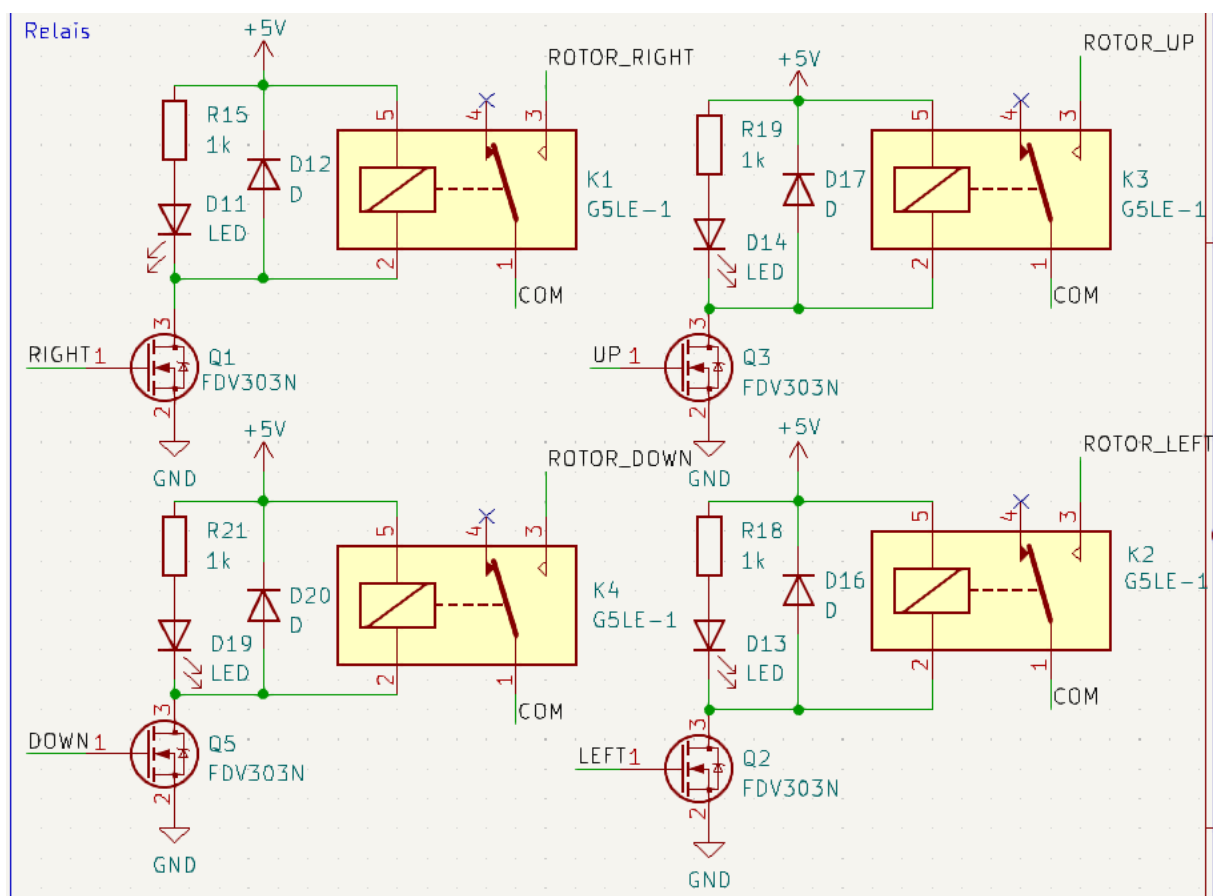 Relais
+5V
ROTOR_RIGHT
R15
1k
5
4
3
D12
D
D11
LED
K1
G5LE-1
2
1
COM
3
RIGHT
1
Q1
FDV303N
2
GND
ROTOR_UP
+5V
R19
1k
5
4
3
D17
D
D14
LED
K3
G5LE-1
2
1
COM
3
UP
1
Q3
FDV303N
2
GND
+5V
ROTOR_DOWN
R21
1k
5
4
3
D20
D
D19
LED
K4
G5LE-1
2
1
COM
3
DOWN
1
Q5
FDV303N
2
GND
+5V
ROTOR_LEFT
R18
1k
5
4
3
D16
D
D13
LED
K2
G5LE-1
2
1
COM
3
LEFT
1
Q2
FDV303N
2
GND